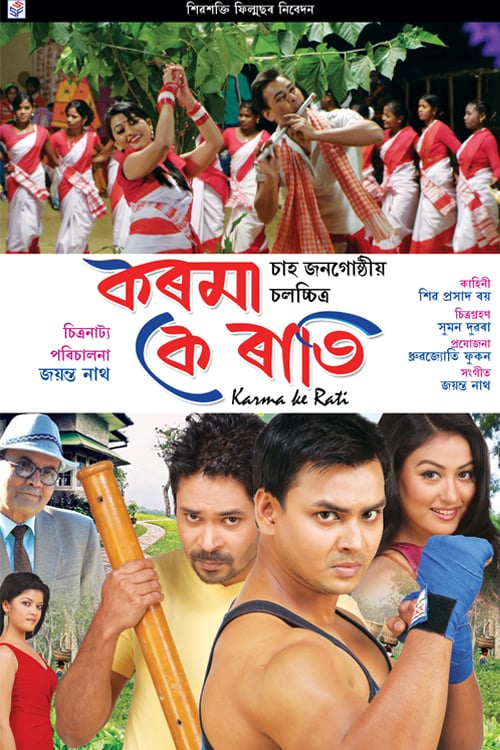 শিৱশক্তি ফিল্মছৰ নিবেদন
কৰমা
কে ৰাতি
Karma ke Rati
চাহ জনগোষ্ঠীয়
চলচ্চিত্ৰ
চিত্ৰনাট্য
পৰিচালনা
জয়ন্ত নাথ
কাহিনী
শিৱ প্ৰসাদ ৰয়
চিত্ৰগ্ৰহণ
সুমন দুৱৰা
প্ৰযোজনা
ধ্ৰুৱজ্যোতি ফুকন
সংগীত
জয়ন্ত নাথ